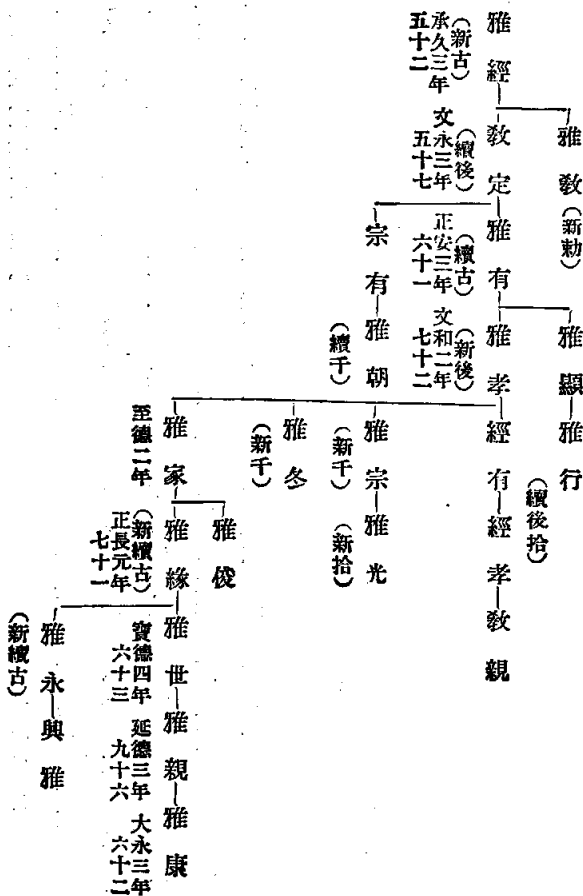 雅敎（新勅）
雅顯―雅行
（續後拾）
雅經―敎定―雅有―雅孝―經有―經孝―敎親
（新古）
承久三年
五十二
（續後）
文永三年
五十七
（續古）
正安三年
六十一
（新後）
文和二年
七十二
宗有―雅朝
（續千）
雅宗―雅光
（新千）
（新拾）
雅冬
（新千）
雅俊
雅家―雅緣―雅世―雅親―雅康
至德二年
（新續古）
正長元年
七十一
寶德四年
六十三
延德三年
九十六
大永三年
六十二
雅永―興雅
（新續古）